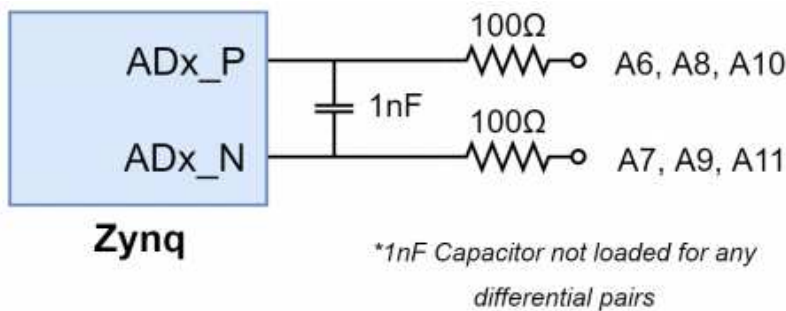 100Ω
ADx_P
A6, A8, A10
1nF
100Ω
ADx_N
A7, A9, A11
Zynq
*1nF Capacitor not loaded for any
differential pairs